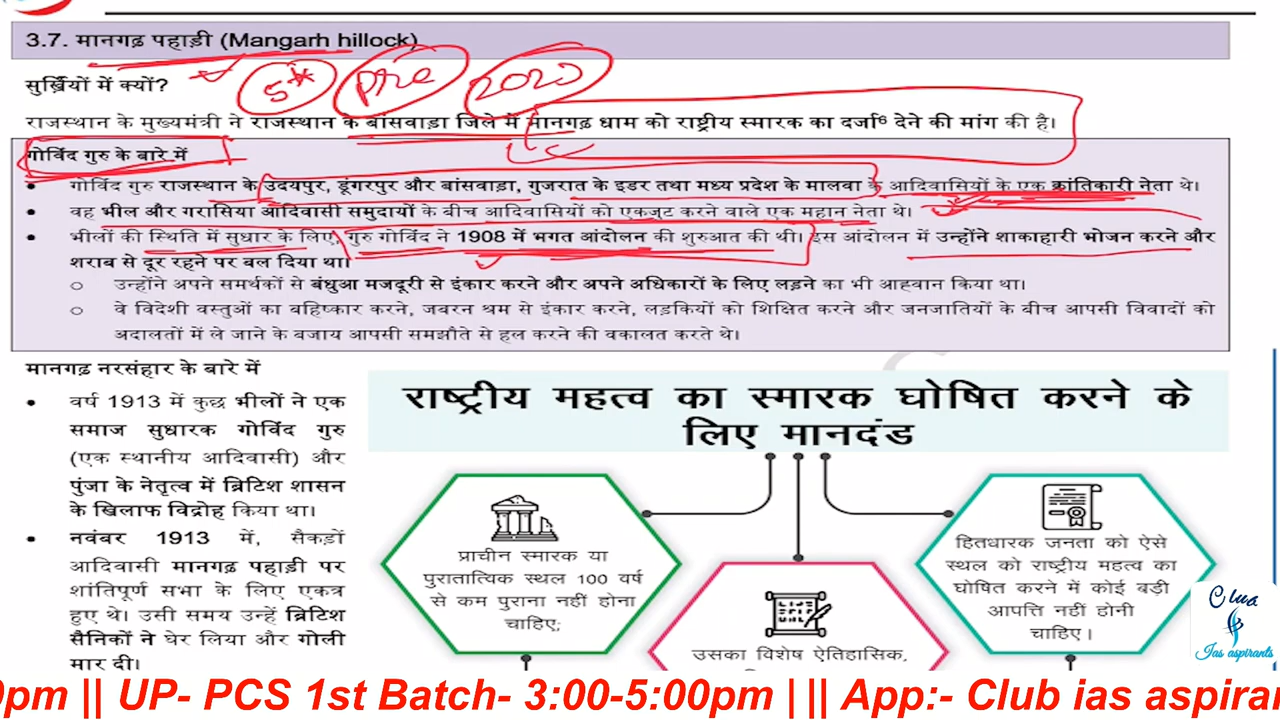 3.7. मानगढ़ पहाड़ी (Mangarh hillock)
5* Pre 2020
सुर्ख़ियों में क्यों?
राजस्थान के मुख्यमंत्री ने राजस्थान के बांसवाड़ा जिले में मानगढ़ धाम को राष्ट्रीय स्मारक का दर्जा⁶ देने की मांग की है।
गोविंद गुरु के बारे में
• गोविंद गुरु राजस्थान के उदयपुर, डूंगरपुर और बांसवाड़ा, गुजरात के इडर तथा मध्य प्रदेश के मालवा के आदिवासियों के एक क्रांतिकारी नेता थे।
• वह भील और गरासिया आदिवासी समुदायों के बीच आदिवासियों को एकजुट करने वाले एक महान नेता थे।
• भीलों की स्थिति में सुधार के लिए, गुरु गोविंद ने 1908 में भगत आंदोलन की शुरुआत की थी। इस आंदोलन में उन्होंने शाकाहारी भोजन करने और
शराब से दूर रहने पर बल दिया था।
○ उन्होंने अपने समर्थकों से बंधुआ मजदूरी से इंकार करने और अपने अधिकारों के लिए लड़ने का भी आह्वान किया था।
○ वे विदेशी वस्तुओं का बहिष्कार करने, जबरन श्रम से इंकार करने, लड़कियों को शिक्षित करने और जनजातियों के बीच आपसी विवादों को
अदालतों में ले जाने के बजाय आपसी समझौते से हल करने की वकालत करते थे।
मानगढ़ नरसंहार के बारे में
• वर्ष 1913 में कुछ भीलों ने एक
समाज सुधारक गोविंद गुरु
(एक स्थानीय आदिवासी) और
पुंजा के नेतृत्व में ब्रिटिश शासन
के खिलाफ विद्रोह किया था।
• नवंबर 1913 में, सैकड़ों
आदिवासी मानगढ़ पहाड़ी पर
शांतिपूर्ण सभा के लिए एकत्र
हुए थे। उसी समय उन्हें ब्रिटिश
सैनिकों ने घेर लिया और गोली
मार दी।
राष्ट्रीय महत्व का स्मारक घोषित करने के
लिए मानदंड
प्राचीन स्मारक या
पुरातात्विक स्थल 100 वर्ष
से कम पुराना नहीं होना
चाहिए;
उसका विशेष ऐतिहासिक,
हितधारक जनता को ऐसे
स्थल को राष्ट्रीय महत्व का
घोषित करने में कोई बड़ी
आपत्ति नहीं होनी
चाहिए।
Club
Ias aspirants
0pm || UP- PCS 1st Batch- 3:00-5:00pm | || App:- Club ias aspiran